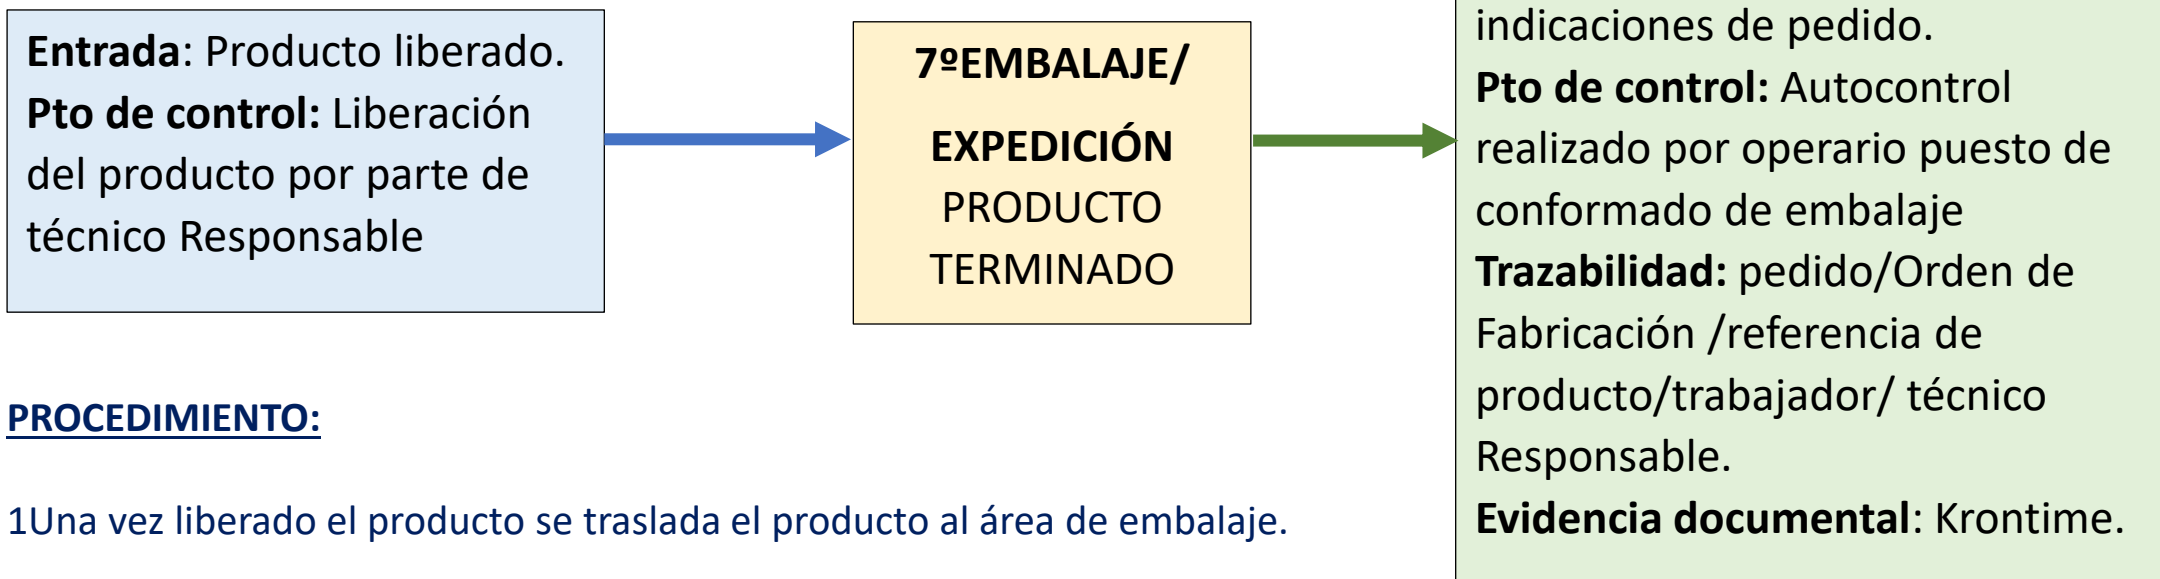 Entrada: Producto liberado.
Pto de control: Liberación
del producto por parte de
técnico Responsable
7ºEMBALAJE/
EXPEDICIÓN
PRODUCTO
TERMINADO
indicaciones de pedido.
Pto de control: Autocontrol
realizado por operario puesto de
conformado de embalaje
Trazabilidad: pedido/Orden de
Fabricación /referencia de
producto/trabajador/ técnico
Responsable.
Evidencia documental: Krontime.
PROCEDIMIENTO:
1Una vez liberado el producto se traslada el producto al área de embalaje.